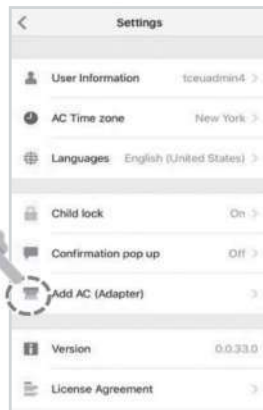 Settings
User Information tceuadmin4
AC Time zone New York
Languages English (United States)
Child lock On
Confirmation pop up Off
Add AC (Adapter)
Version 0.0.33.0
License Agreement